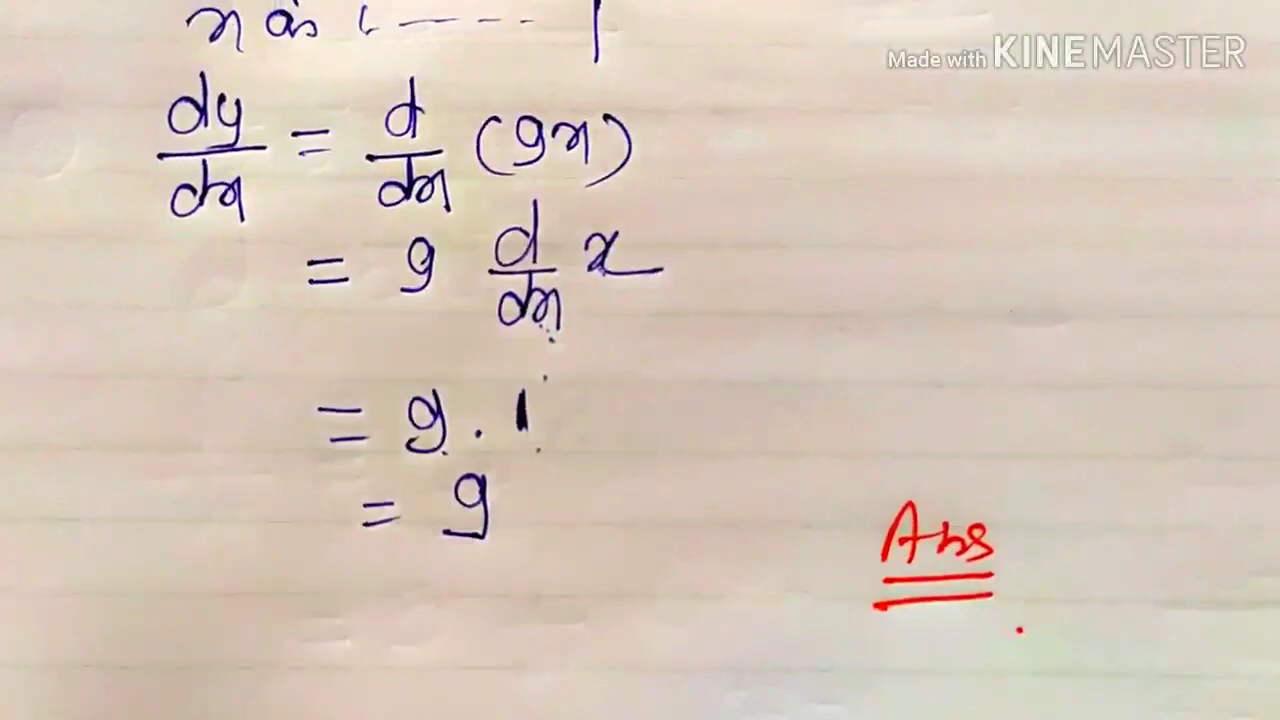 Made with KINEMASTER
dy/dx = d/dx (9x)
= 9 d/dx x
= 9 . 1
= 9
Ans